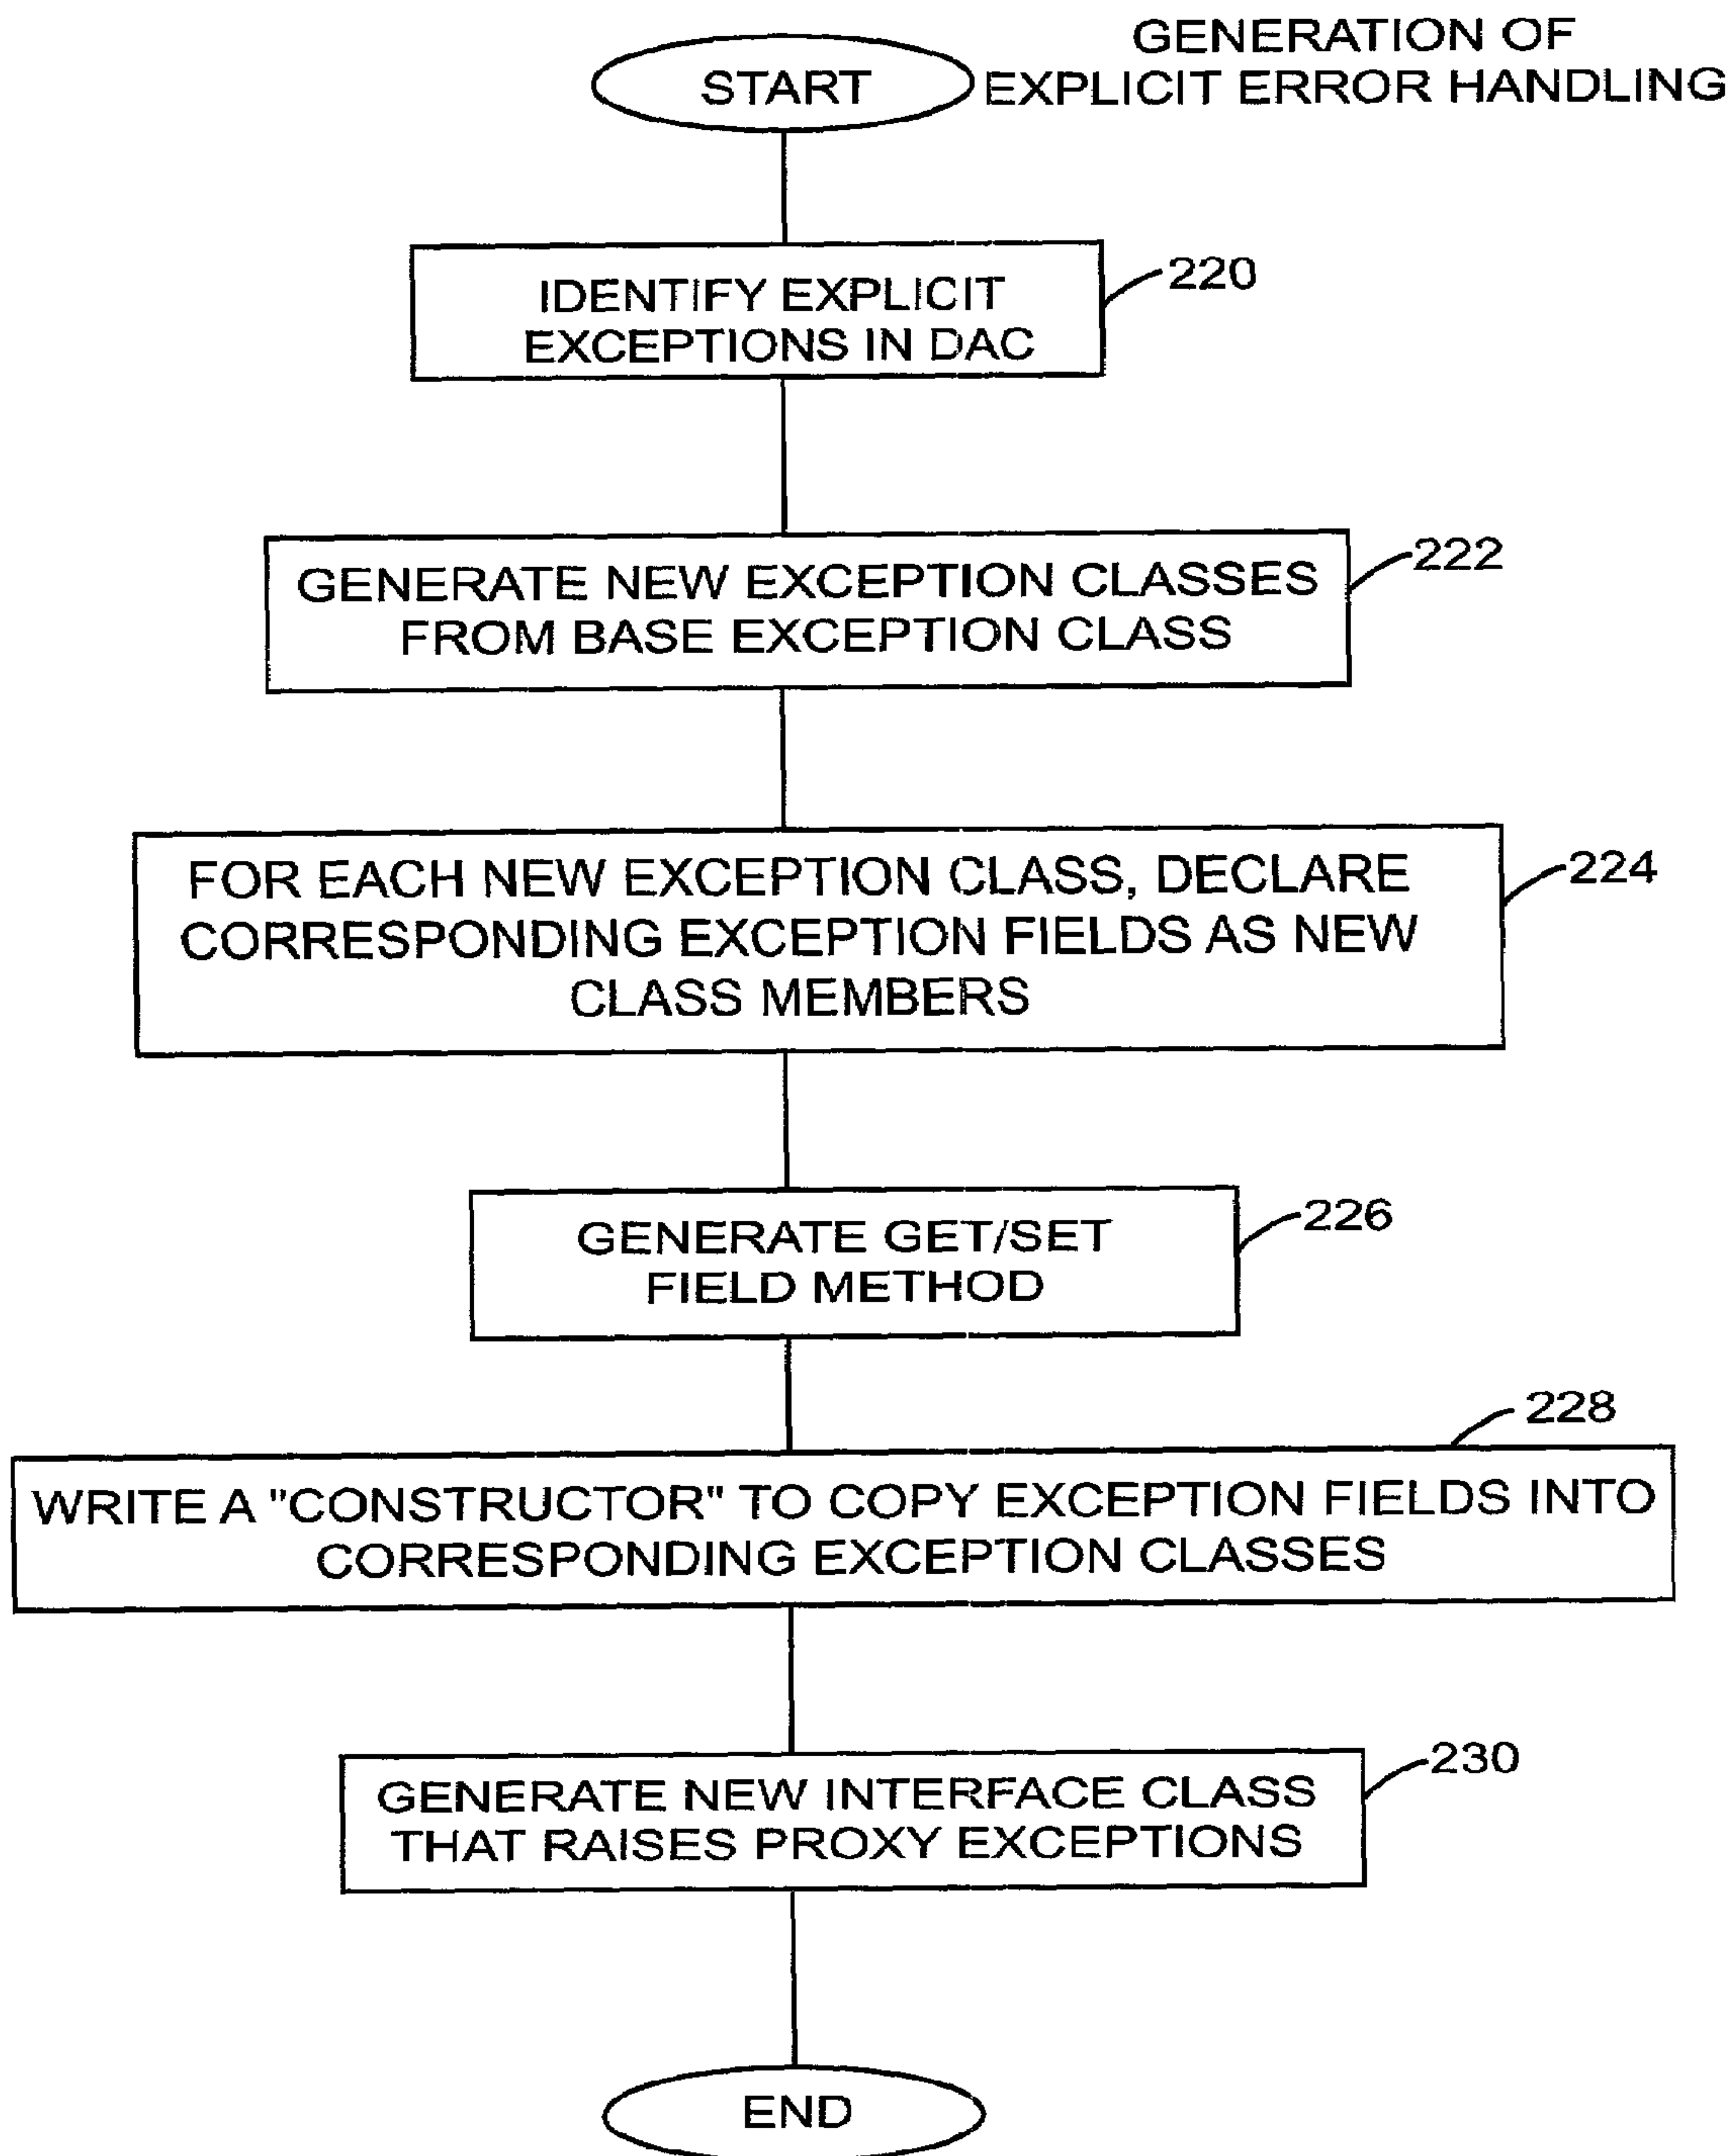 GENERATION OF
EXPLICIT ERROR HANDLING
START
IDENTIFY EXPLICIT
EXCEPTIONS IN DAC
220
GENERATE NEW EXCEPTION CLASSES
FROM BASE EXCEPTION CLASS
222
FOR EACH NEW EXCEPTION CLASS, DECLARE
CORRESPONDING EXCEPTION FIELDS AS NEW
CLASS MEMBERS
224
GENERATE GET/SET
FIELD METHOD
226
228
WRITE A "CONSTRUCTOR" TO COPY EXCEPTION FIELDS INTO
CORRESPONDING EXCEPTION CLASSES
GENERATE NEW INTERFACE CLASS
THAT RAISES PROXY EXCEPTIONS
230
END